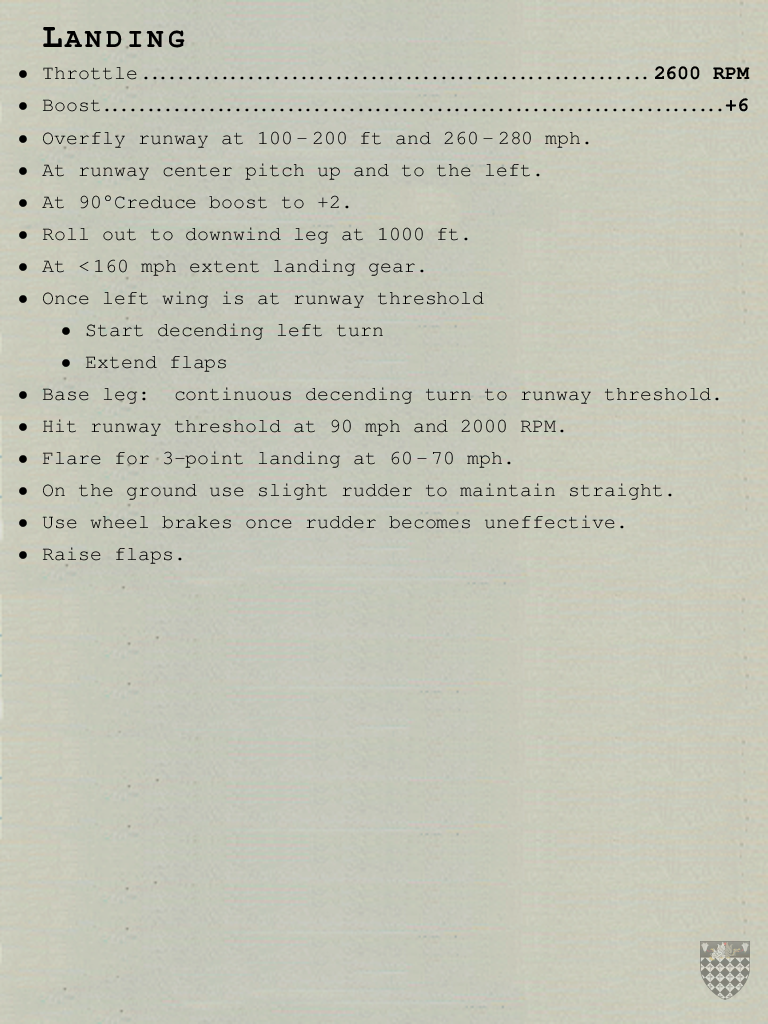 LANDING
● Throttle........................................................2600 RPM
● Boost.....................................................................+6
● Overfly runway at 100–200 ft and 260–280 mph.
● At runway center pitch up and to the left.
● At 90°Creduce boost to +2.
● Roll out to downwind leg at 1000 ft.
● At <160 mph extent landing gear.
● Once left wing is at runway threshold
● Start decending left turn
● Extend flaps
● Base leg: continuous decending turn to runway threshold.
● Hit runway threshold at 90 mph and 2000 RPM.
● Flare for 3–point landing at 60–70 mph.
● On the ground use slight rudder to maintain straight.
● Use wheel brakes once rudder becomes uneffective.
● Raise flaps.